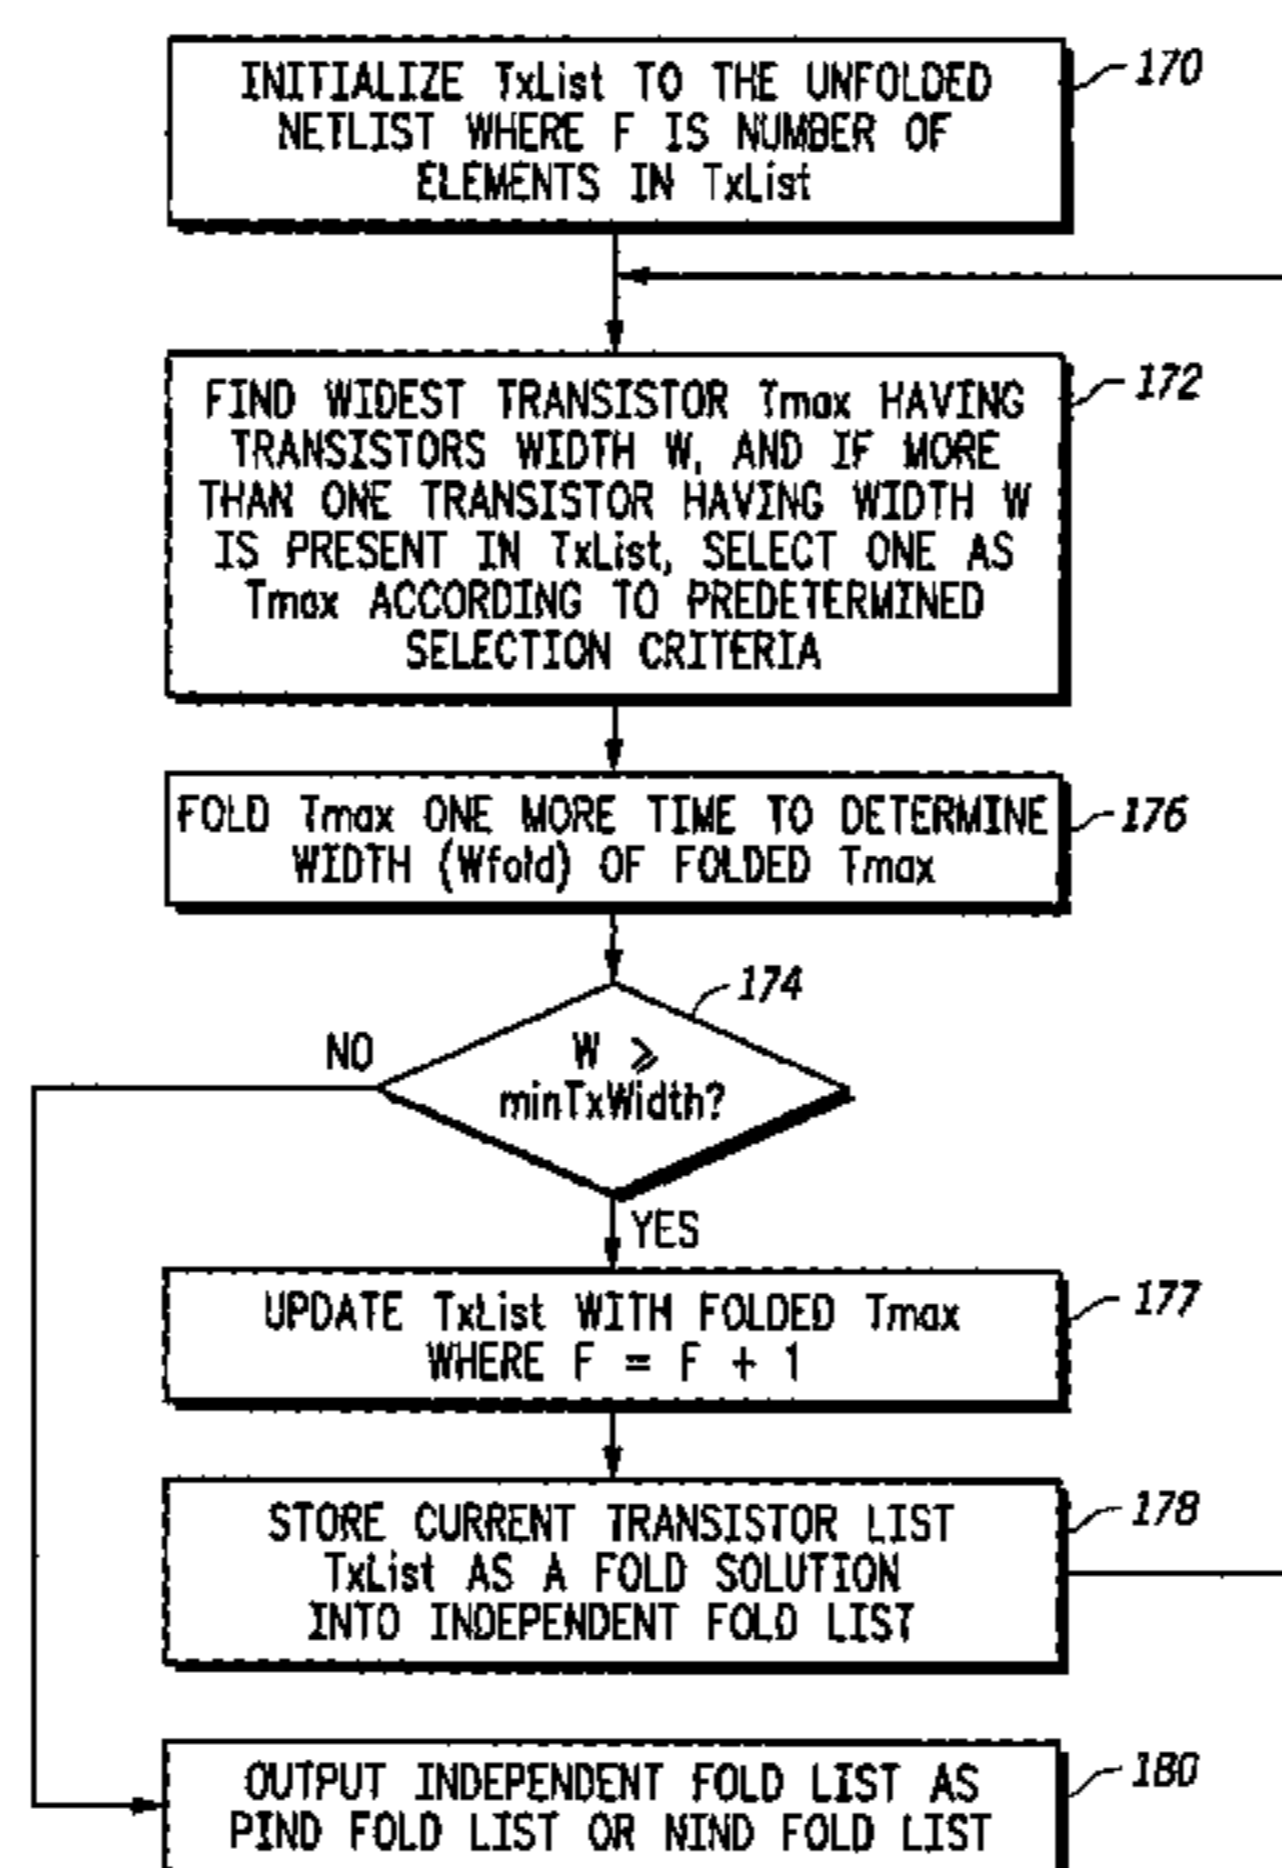 INITIALIZE TxList TO THE UNFOLDED
NETLIST WHERE F IS NUMBER OF
ELEMENTS IN TxList
170
FIND WIDEST TRANSISTOR Tmax HAVING
TRANSISTORS WIDTH W, AND IF MORE
THAN ONE TRANSISTOR HAVING WIDTH W
IS PRESENT IN TxList, SELECT ONE AS
Tmax ACCORDING TO PREDETERMINED
SELECTION CRITERIA
172
FOLD Tmax ONE MORE TIME TO DETERMINE
WIDTH (Wfold) OF FOLDED Tmax
176
174
NO
W ⩾
minTxWidth?
YES
UPDATE TxList WITH FOLDED Tmax
WHERE F = F + 1
177
STORE CURRENT TRANSISTOR LIST
TxList AS A FOLD SOLUTION
INTO INDEPENDENT FOLD LIST
178
OUTPUT INDEPENDENT FOLD LIST AS
PIND FOLD LIST OR NIND FOLD LIST
180